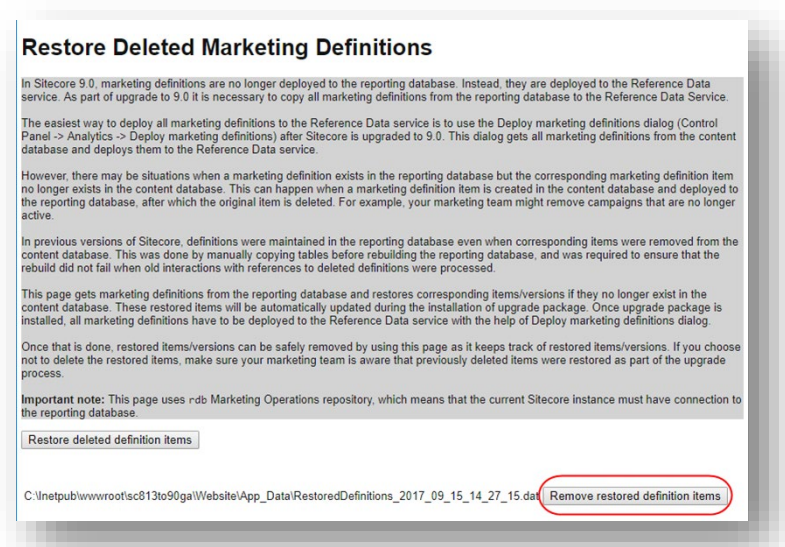 Restore Deleted Marketing Definitions
In Sitecore 9.0, marketing definitions are no longer deployed to the reporting database. Instead, they are deployed to the Reference Data
service. As part of upgrade to 9.0 it is necessary to copy all marketing definitions from the reporting database to the Reference Data Service.
The easiest way to deploy all marketing definitions to the Reference Data service is to use the Deploy marketing definitions dialog (Control
Panel -> Analytics -> Deploy marketing definitions) after Sitecore is upgraded to 9.0. This dialog gets all marketing definitions from the content
database and deploys them to the Reference Data service.
However, there may be situations when a marketing definition exists in the reporting database but the corresponding marketing definition item
no longer exists in the content database. This can happen when a marketing definition item is created in the content database and deployed to
the reporting database, after which the original item is deleted. For example, your marketing team might remove campaigns that are no longer
active.
In previous versions of Sitecore, definitions were maintained in the reporting database even when corresponding items were removed from the
content database. This was done by manually copying tables before rebuilding the reporting database, and was required to ensure that the
rebuild did not fail when old interactions with references to deleted definitions were processed.
This page gets marketing definitions from the reporting database and restores corresponding items/versions if they no longer exist in the
content database. These restored items will be automatically updated during the installation of upgrade package. Once upgrade package is
installed, all marketing definitions have to be deployed to the Reference Data service with the help of Deploy marketing definitions dialog.
Once that is done, restored items/versions can be safely removed by using this page as it keeps track of restored items/versions. If you choose
not to delete the restored items, make sure your marketing team is aware that previously deleted items were restored as part of the upgrade
process.
Important note: This page uses rdb Marketing Operations repository, which means that the current Sitecore instance must have connection to
the reporting database.
Restore deleted definition items
C:\Inetpub\wwwroot\sc813to90ga\Website\App_Data\RestoredDefinitions_2017_09_15_14_27_15.dat Remove restored definition items